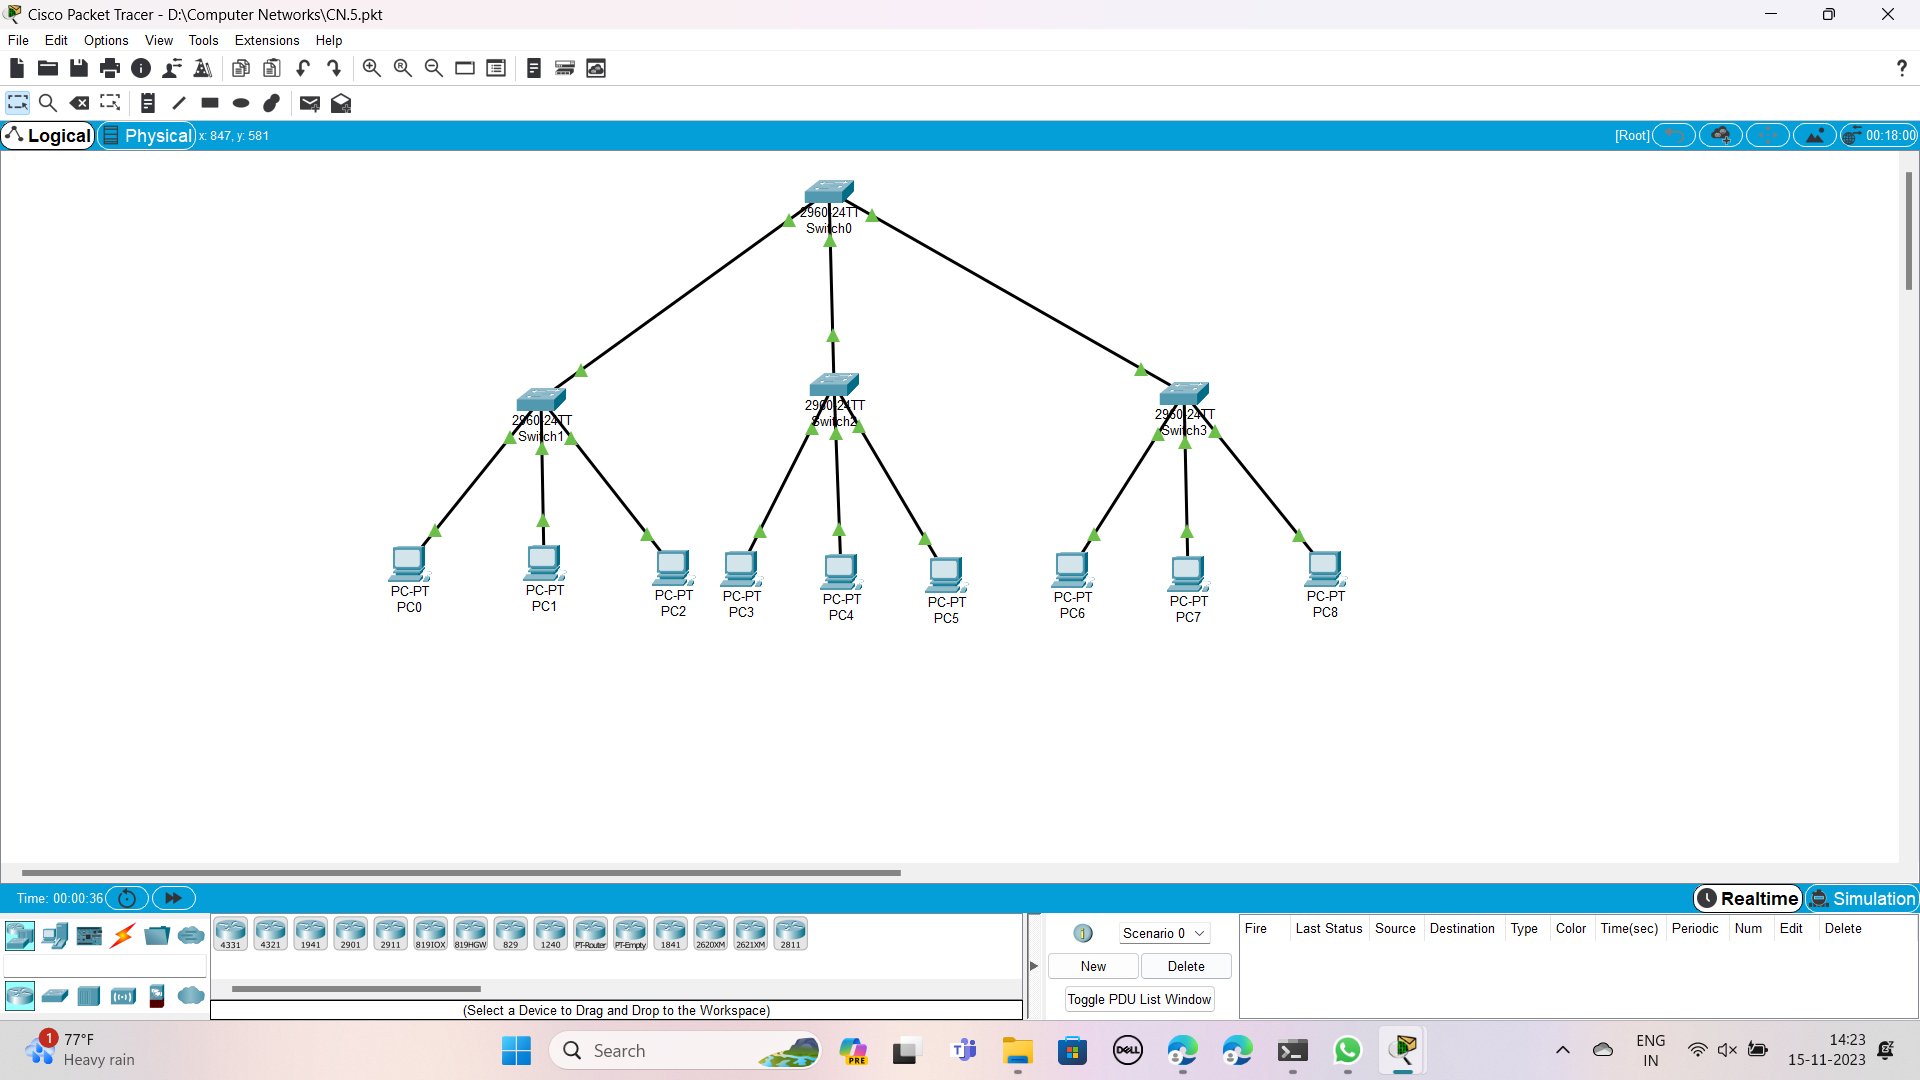 Cisco Packet Tracer - D:\Computer Networks\CN.5.pkt
File Edit Options View Tools Extensions Help
?
Logical Physical x: 847, y: 581 [Root] 00:18:00
2960-24TT
Switch0
2960-24TT
Switch1
2960-24TT
Switch2
2960-24TT
Switch3
PC-PT
PC0
PC-PT
PC1
PC-PT
PC2
PC-PT
PC3
PC-PT
PC4
PC-PT
PC5
PC-PT
PC6
PC-PT
PC7
PC-PT
PC8
Time: 00:00:36 Realtime Simulation
4331 4321 1941 2901 2911 819IOX 819HGW 829 1240 PT-Router PT-Empty 1841 2620XM 2621XM 2811
(Select a Device to Drag and Drop to the Workspace)
1 Scenario 0
New Delete
Toggle PDU List Window
Fire Last Status Source Destination Type Color Time(sec) Periodic Num Edit Delete
1 77°F
Heavy rain
Search
PRE
DELL
ENG
IN
14:23
15-11-2023